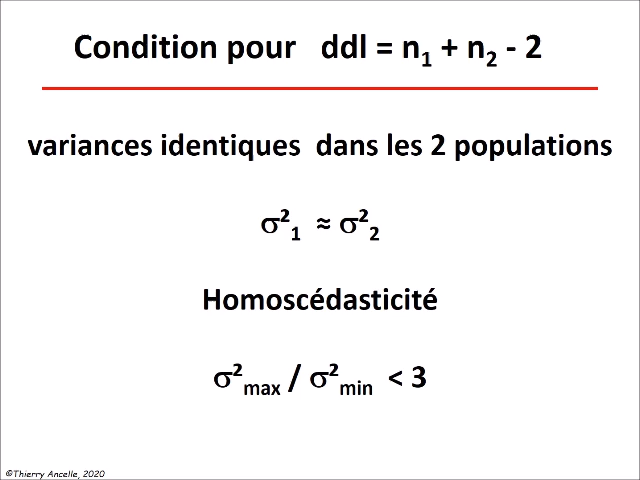 Condition pour ddl = n₁ + n₂ - 2
variances identiques dans les 2 populations
σ²₁ ≈ σ²₂
Homoscédasticité
σ²max / σ²min < 3
©Thierry Ancelle, 2020